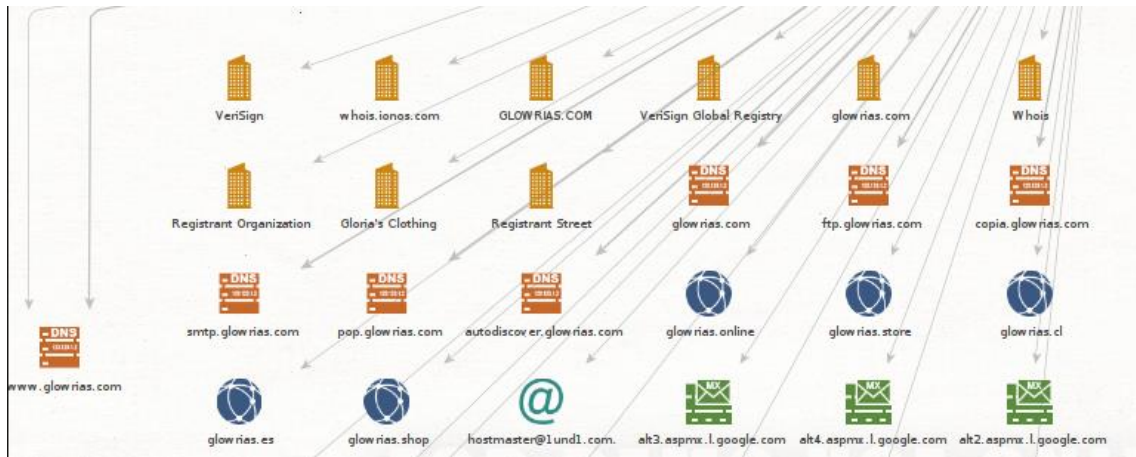 VeriSign
whois.ionos.com
GLOWRIAS.COM
VeriSign Global Registry
glowrias.com
Whois
Registrant Organization
Gloria's Clothing
Registrant Street
DNS
glowrias.com
DNS
ftp.glowrias.com
DNS
copia.glowrias.com
DNS
smtp.glowrias.com
DNS
pop.glowrias.com
DNS
autodiscover.glowrias.com
glowrias.online
glowrias.store
glowrias.cl
DNS
www.glowrias.com
glowrias.es
glowrias.shop
@
hostmaster@1und1.com.
MX
alt3.aspmx.l.google.com
MX
alt4.aspmx.l.google.com
MX
alt2.aspmx.l.google.com